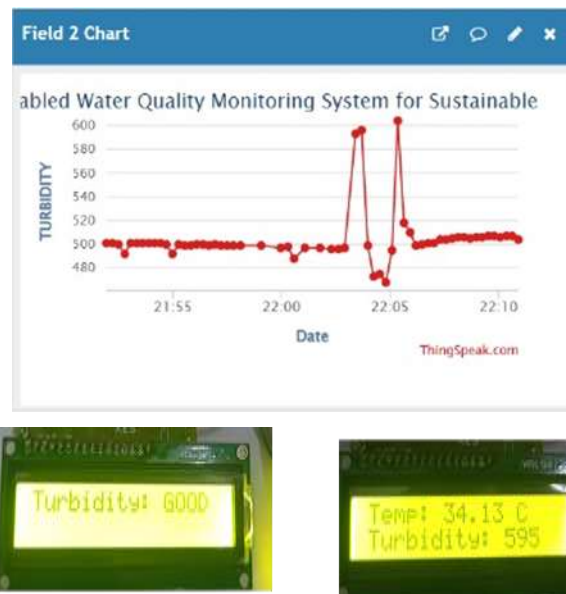 Field 2 Chart
abled Water Quality Monitoring System for Sustainable
TURBIDITY
600
580
560
540
520
500
480
21:55 22:00 22:05 22:10
Date
ThingSpeak.com
Turbidity: GOOD
Temp: 34.13 C
Turbidity: 595